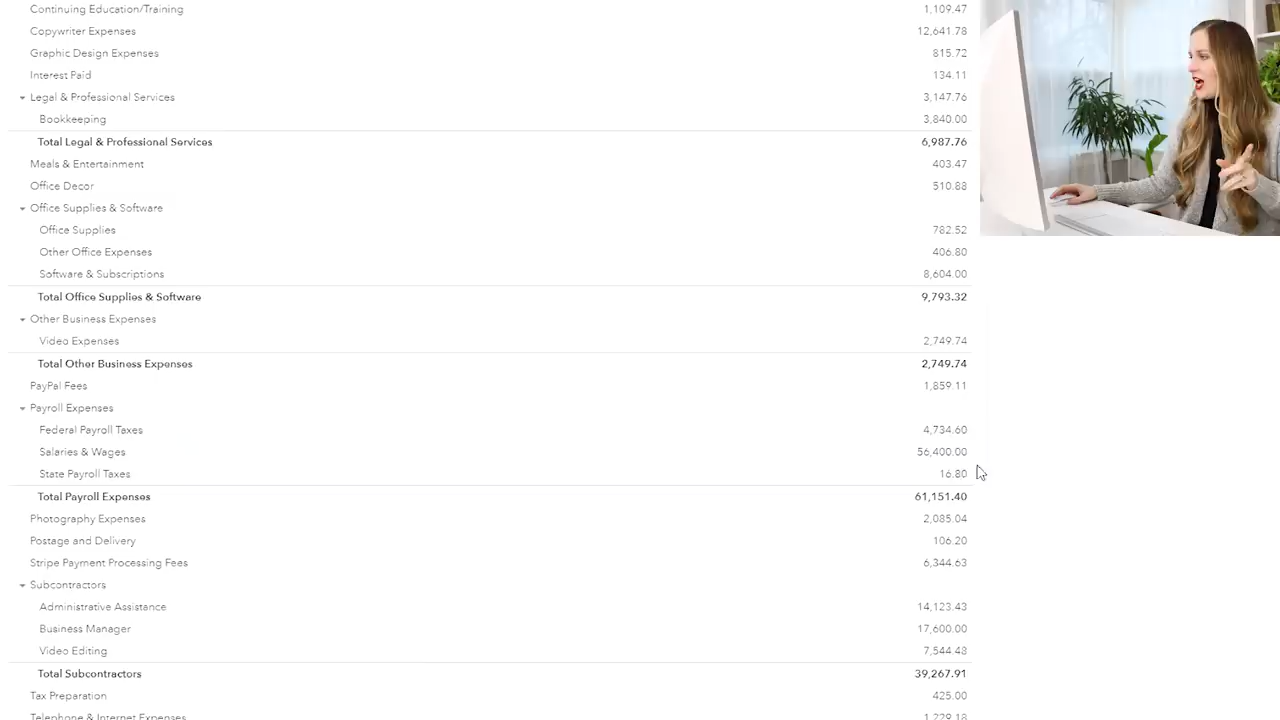 Continuing Education/Training 1,109.47
Copywriter Expenses 12,641.78
Graphic Design Expenses 815.72
Interest Paid 134.11
Legal & Professional Services 3,147.76
Bookkeeping 3,840.00
Total Legal & Professional Services 6,987.76
Meals & Entertainment 403.47
Office Decor 510.88
Office Supplies & Software
Office Supplies 782.52
Other Office Expenses 406.80
Software & Subscriptions 8,604.00
Total Office Supplies & Software 9,793.32
Other Business Expenses
Video Expenses 2,749.74
Total Other Business Expenses 2,749.74
PayPal Fees 1,859.11
Payroll Expenses
Federal Payroll Taxes 4,734.60
Salaries & Wages 56,400.00
State Payroll Taxes 16.80
Total Payroll Expenses 61,151.40
Photography Expenses 2,085.04
Postage and Delivery 106.20
Stripe Payment Processing Fees 6,344.63
Subcontractors
Administrative Assistance 14,123.43
Business Manager 17,600.00
Video Editing 7,544.48
Total Subcontractors 39,267.91
Tax Preparation 425.00
Telephone & Internet Expenses 1,229.18